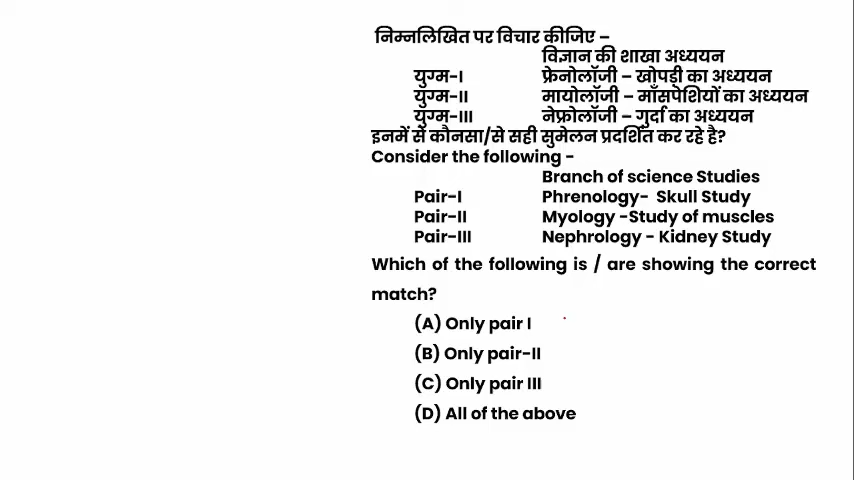 निम्नलिखित पर विचार कीजिए –
विज्ञान की शाखा अध्ययन
युग्म-I फ्रेनोलॉजी – खोपड़ी का अध्ययन
युग्म-II मायोलॉजी – माँसपेशियों का अध्ययन
युग्म-III नेफ्रोलॉजी – गुर्दा का अध्ययन
इनमें से कौनसा/से सही सुमेलन प्रदर्शित कर रहे है?
Consider the following -
Branch of science Studies
Pair-I Phrenology- Skull Study
Pair-II Myology -Study of muscles
Pair-III Nephrology - Kidney Study
Which of the following is / are showing the correct
match?
(A) Only pair I
(B) Only pair-II
(C) Only pair III
(D) All of the above